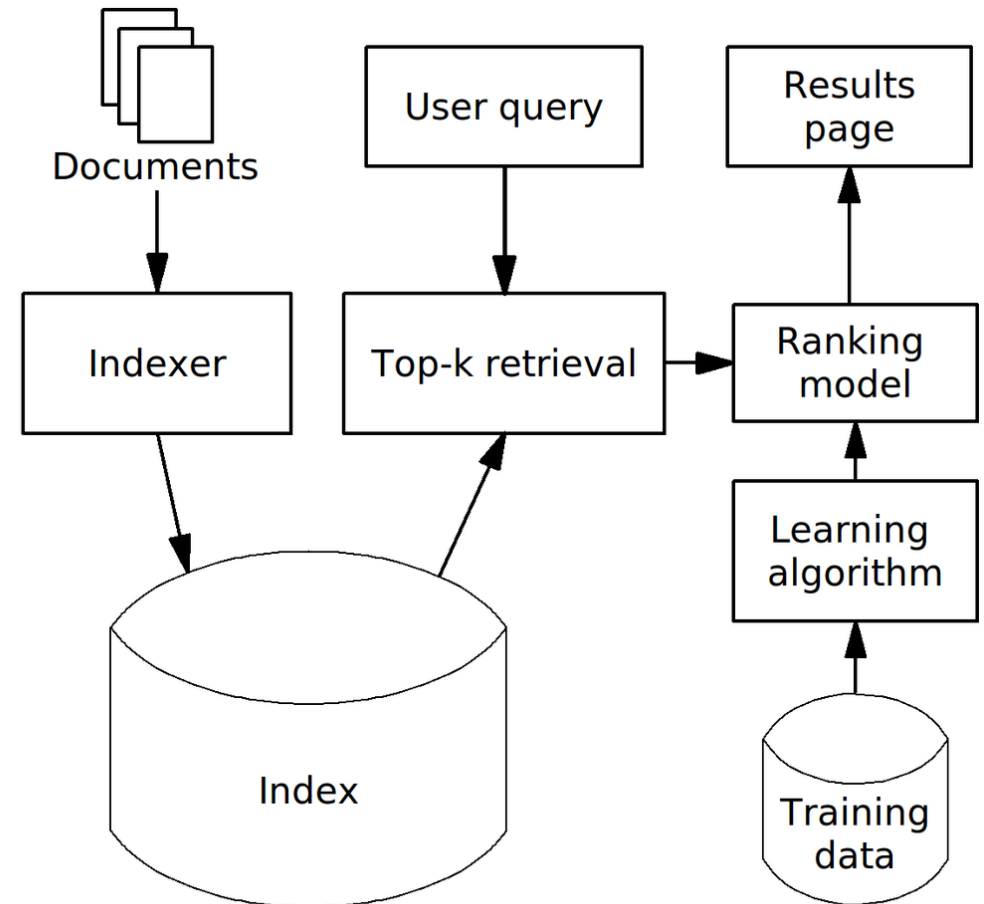 Documents
User query
Results
page
Indexer
Top-k retrieval
Ranking
model
Learning
algorithm
Index
Training
data